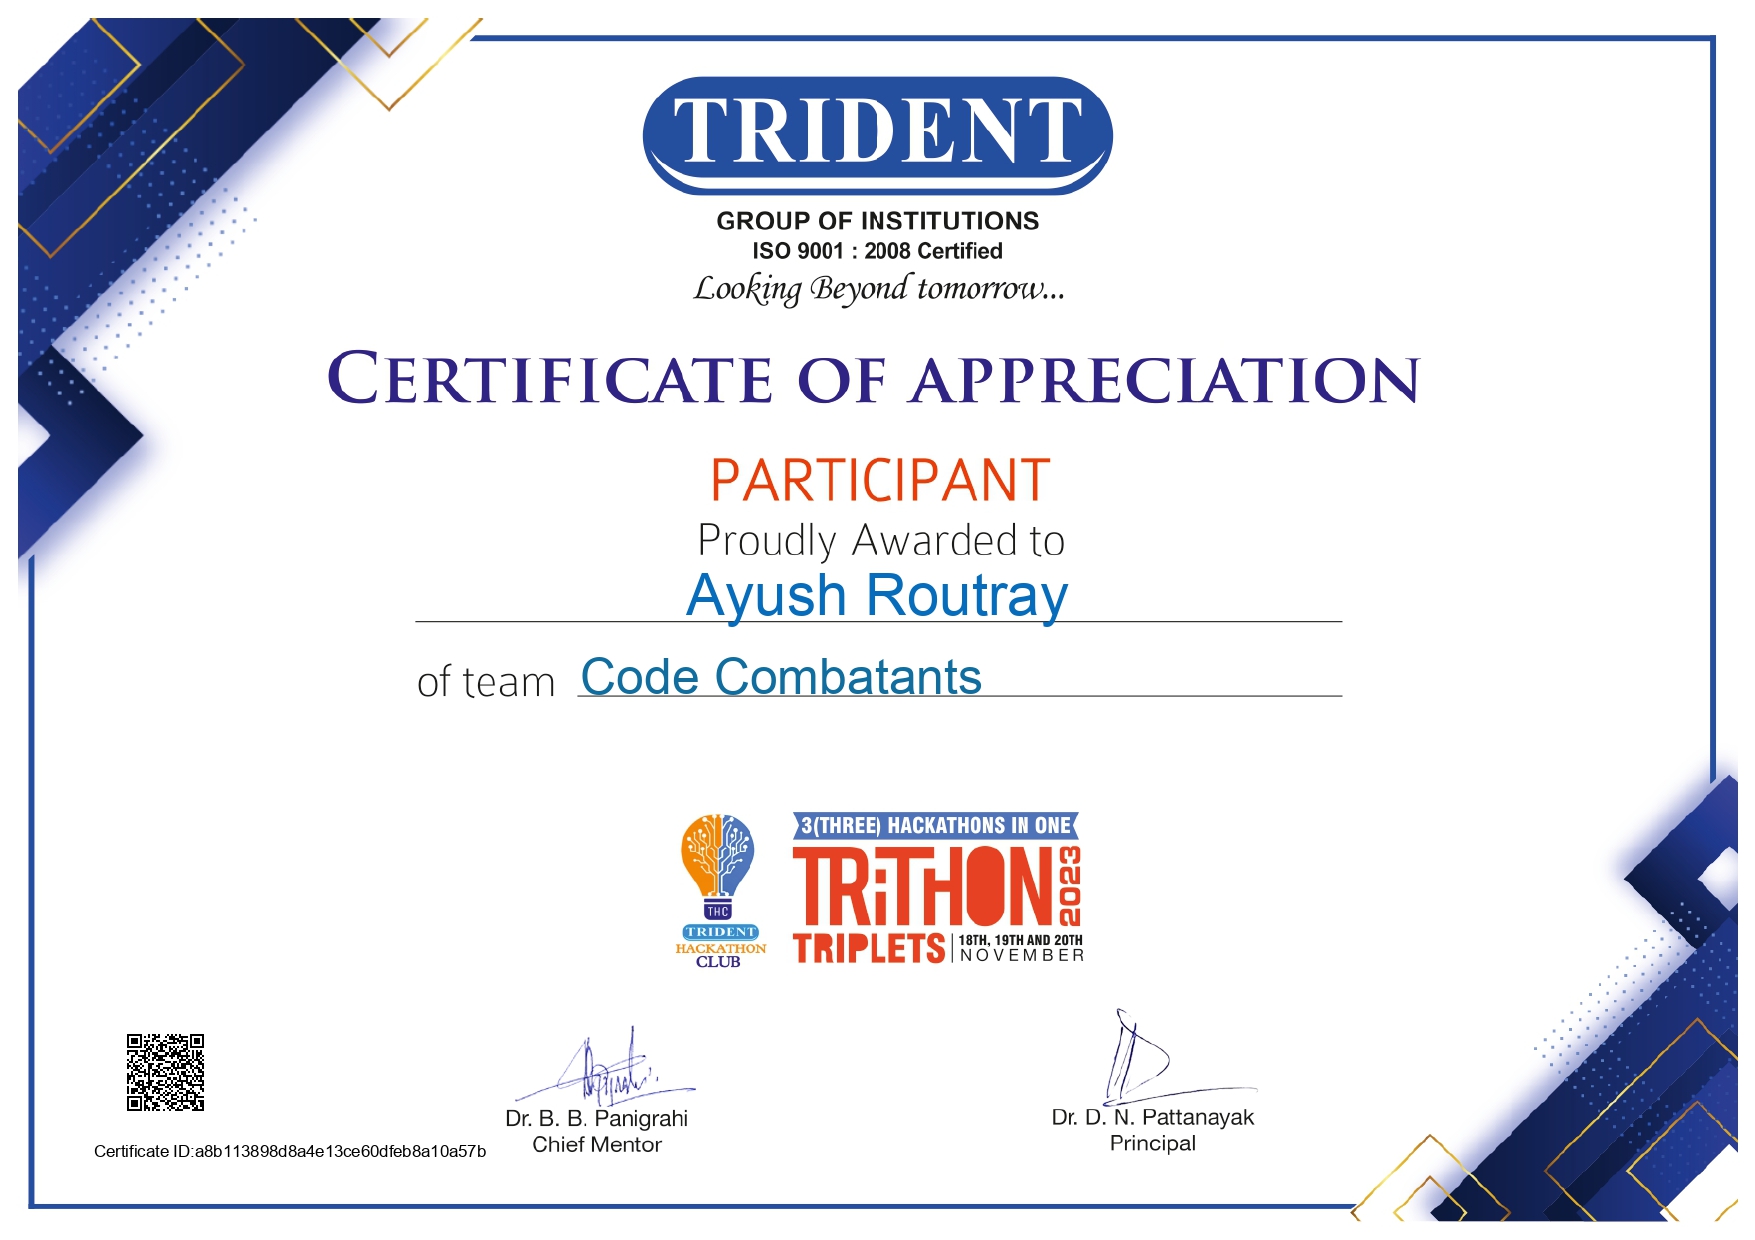 TRIDENT
GROUP OF INSTITUTIONS
ISO 9001 : 2008 Certified
Looking Beyond tomorrow...
CERTIFICATE OF APPRECIATION
PARTICIPANT
Proudly Awarded to
Ayush Routray
of team Code Combatants
THC
TRIDENT
HACKATHON
CLUB
3(THREE) HACKATHONS IN ONE
TRiTHON
2023
TRIPLETS
18TH, 19TH AND 20TH
NOVEMBER
Dr. B. B. Panigrahi
Chief Mentor
Dr. D. N. Pattanayak
Principal
Certificate ID:a8b113898d8a4e13ce60dfeb8a10a57b